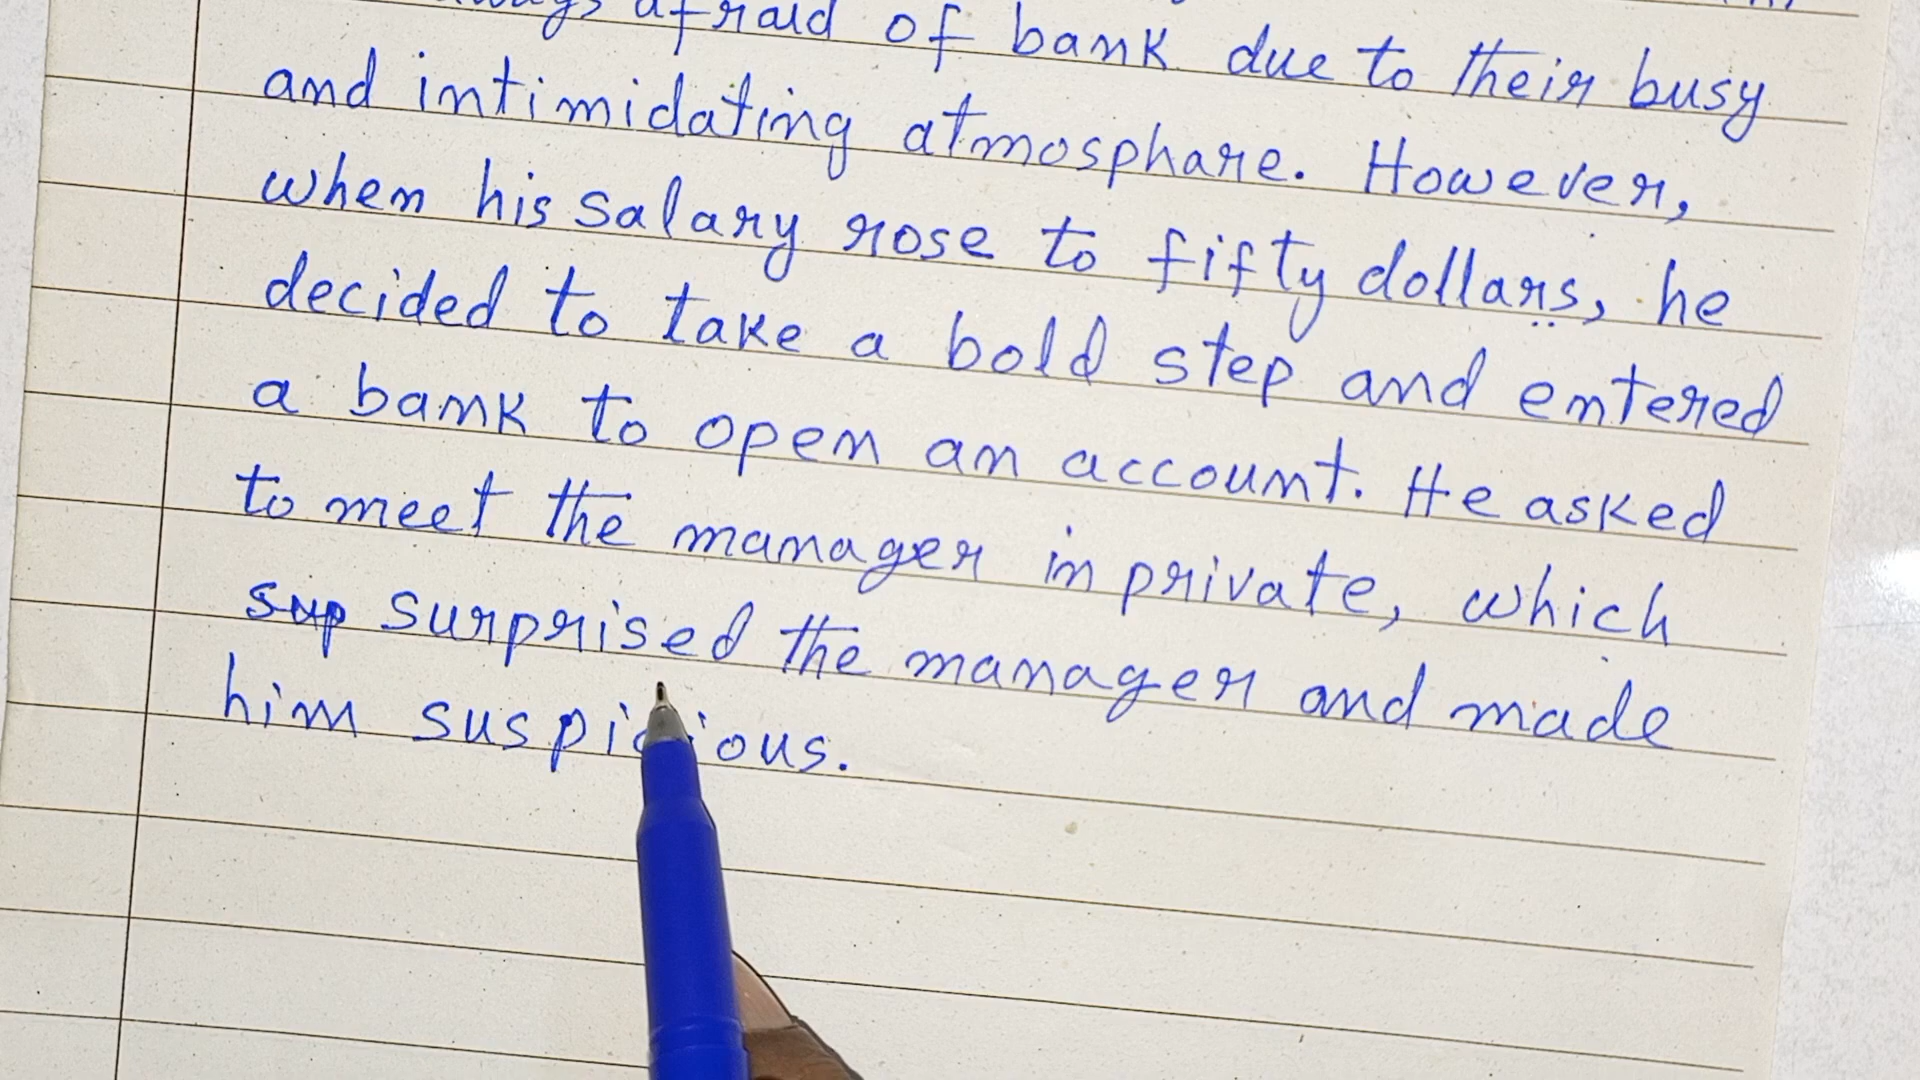 afraid of bank due to their busy
and intimidating atmosphare. However,
when his salary rose to fifty dollars, he
decided to take a bold step and entered
a bank to open an account. He asked
to meet the manager in private, which
sup surprised the manager and made
him suspicious.